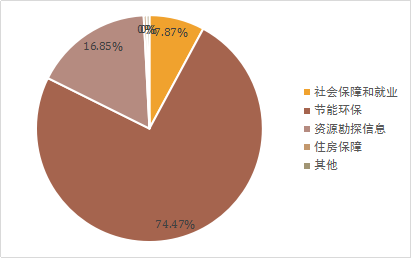 7.87%
16.85%
74.47%
社会保障和就业
节能环保
资源勘探信息
住房保障
其他